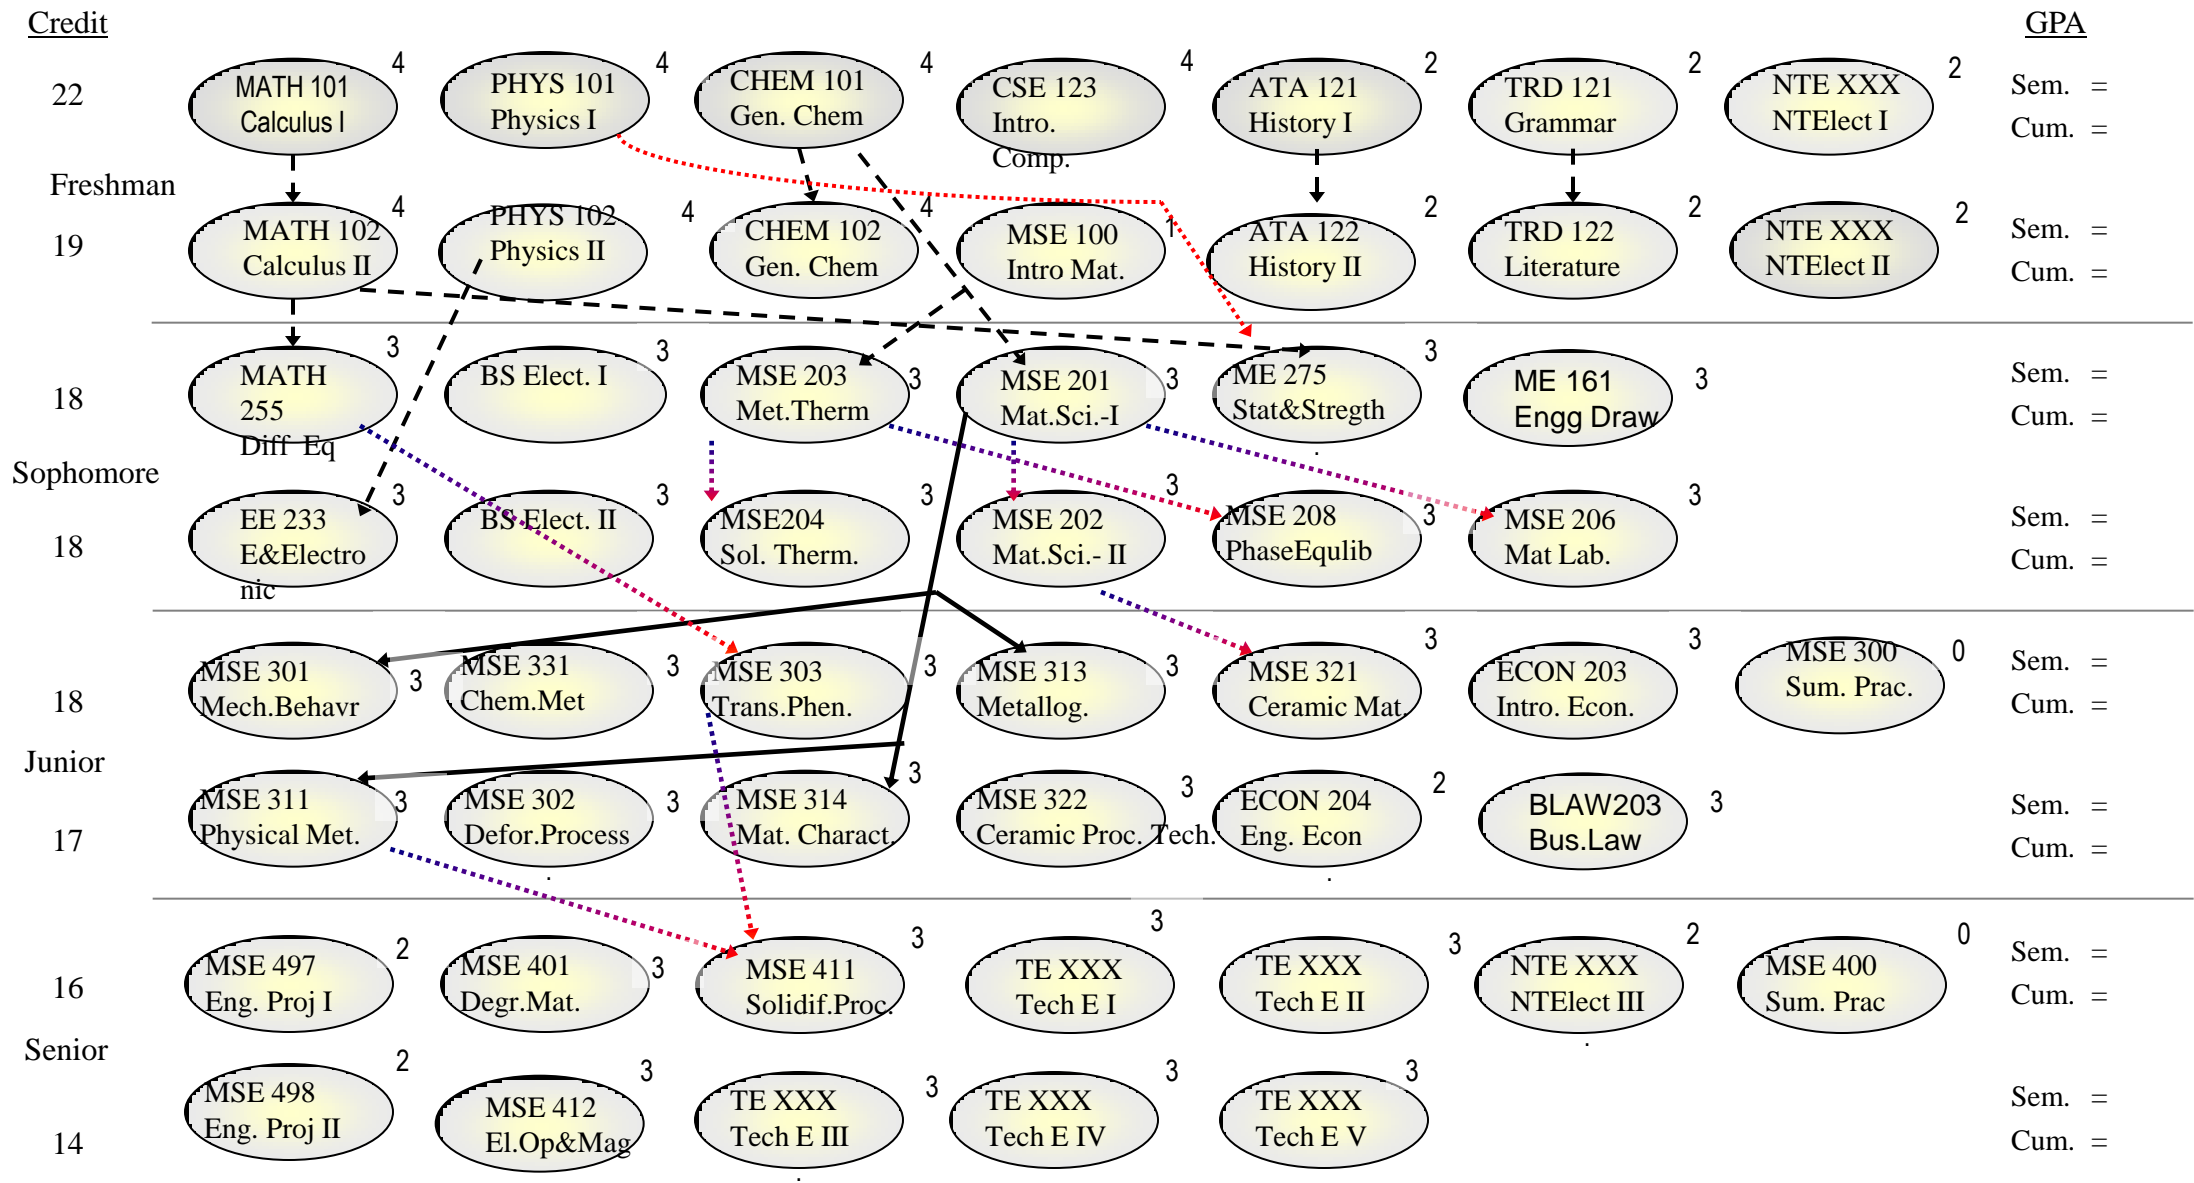 Credit
GPA
4
4
4
4
2
2
2
22
MATH 101
Calculus I
PHYS 101
Physics I
CHEM 101
Gen. Chem
CSE 123
Intro.
Comp.
ATA 121
History I
TRD 121
Grammar
NTE XXX
NTElect I
Sem. =
Cum. =
Freshman
4
4
4
1
2
2
2
19
MATH 102
Calculus II
PHYS 102
Physics II
CHEM 102
Gen. Chem
MSE 100
Intro Mat.
ATA 122
History II
TRD 122
Literature
NTE XXX
NTElect II
Sem. =
Cum. =
3
3
3
3
3
3
18
MATH
255
Diff Eq
BS Elect. I
MSE 203
Met.Therm
MSE 201
Mat.Sci.-I
ME 275
Stat&Stregth
.
ME 161
Engg Draw
Sem. =
Cum. =
Sophomore
3
3
3
3
3
3
18
EE 233
E&Electro
nic
BS Elect. II
MSE204
Sol. Therm.
MSE 202
Mat.Sci.- II
MSE 208
PhaseEqulib
MSE 206
Mat Lab.
Sem. =
Cum. =
3
3
3
3
3
3
0
18
MSE 301
Mech.Behavr
MSE 331
Chem.Met
MSE 303
Trans.Phen.
MSE 313
Metallog.
MSE 321
Ceramic Mat.
ECON 203
Intro. Econ.
MSE 300
Sum. Prac.
Sem. =
Cum. =
Junior
3
3
3
3
2
3
17
MSE 311
Physical Met.
MSE 302
Defor.Process
.
MSE 314
Mat. Charact.
MSE 322
Ceramic Proc. Tech.
ECON 204
Eng. Econ
.
BLAW203
Bus.Law
Sem. =
Cum. =
2
3
3
3
3
2
0
16
MSE 497
Eng. Proj I
MSE 401
Degr.Mat.
MSE 411
Solidif.Proc.
TE XXX
Tech E I
TE XXX
Tech E II
NTE XXX
NTElect III
.
MSE 400
Sum. Prac
Sem. =
Cum. =
Senior
2
3
3
3
3
14
MSE 498
Eng. Proj II
MSE 412
El.Op&Mag
TE XXX
Tech E III
.
TE XXX
Tech E IV
TE XXX
Tech E V
Sem. =
Cum. =